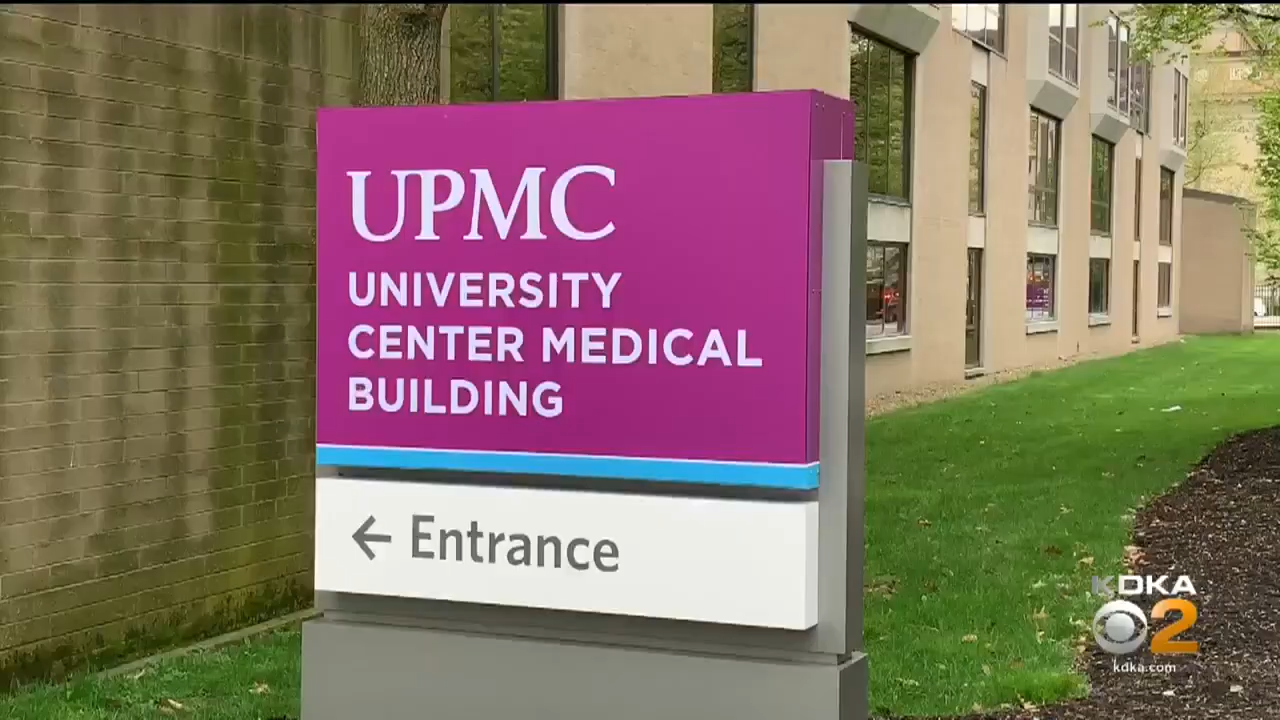 UPMC
UNIVERSITY
CENTER MEDICAL
BUILDING
← Entrance
KDKA
2
kdka.com